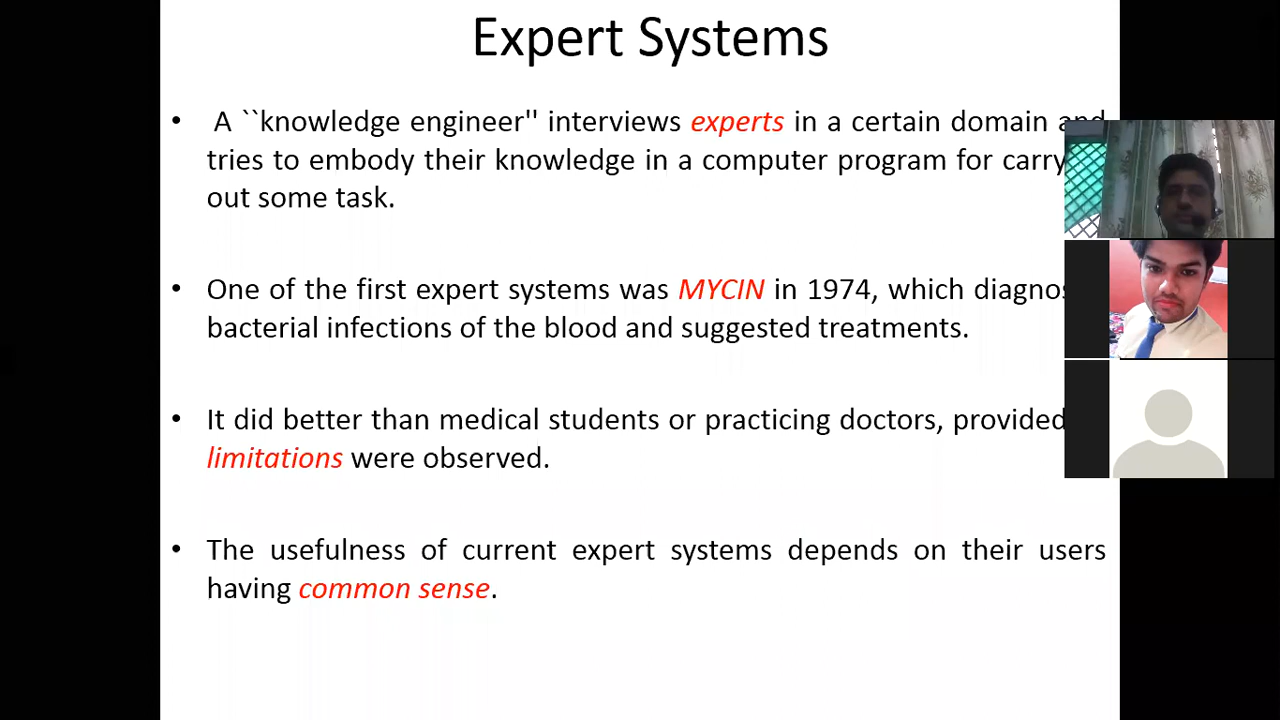 Expert Systems
• A ``knowledge engineer'' interviews experts in a certain domain and
tries to embody their knowledge in a computer program for carry
out some task.
• One of the first expert systems was MYCIN in 1974, which diagnos
bacterial infections of the blood and suggested treatments.
• It did better than medical students or practicing doctors, provided
limitations were observed.
• The usefulness of current expert systems depends on their users
having common sense.